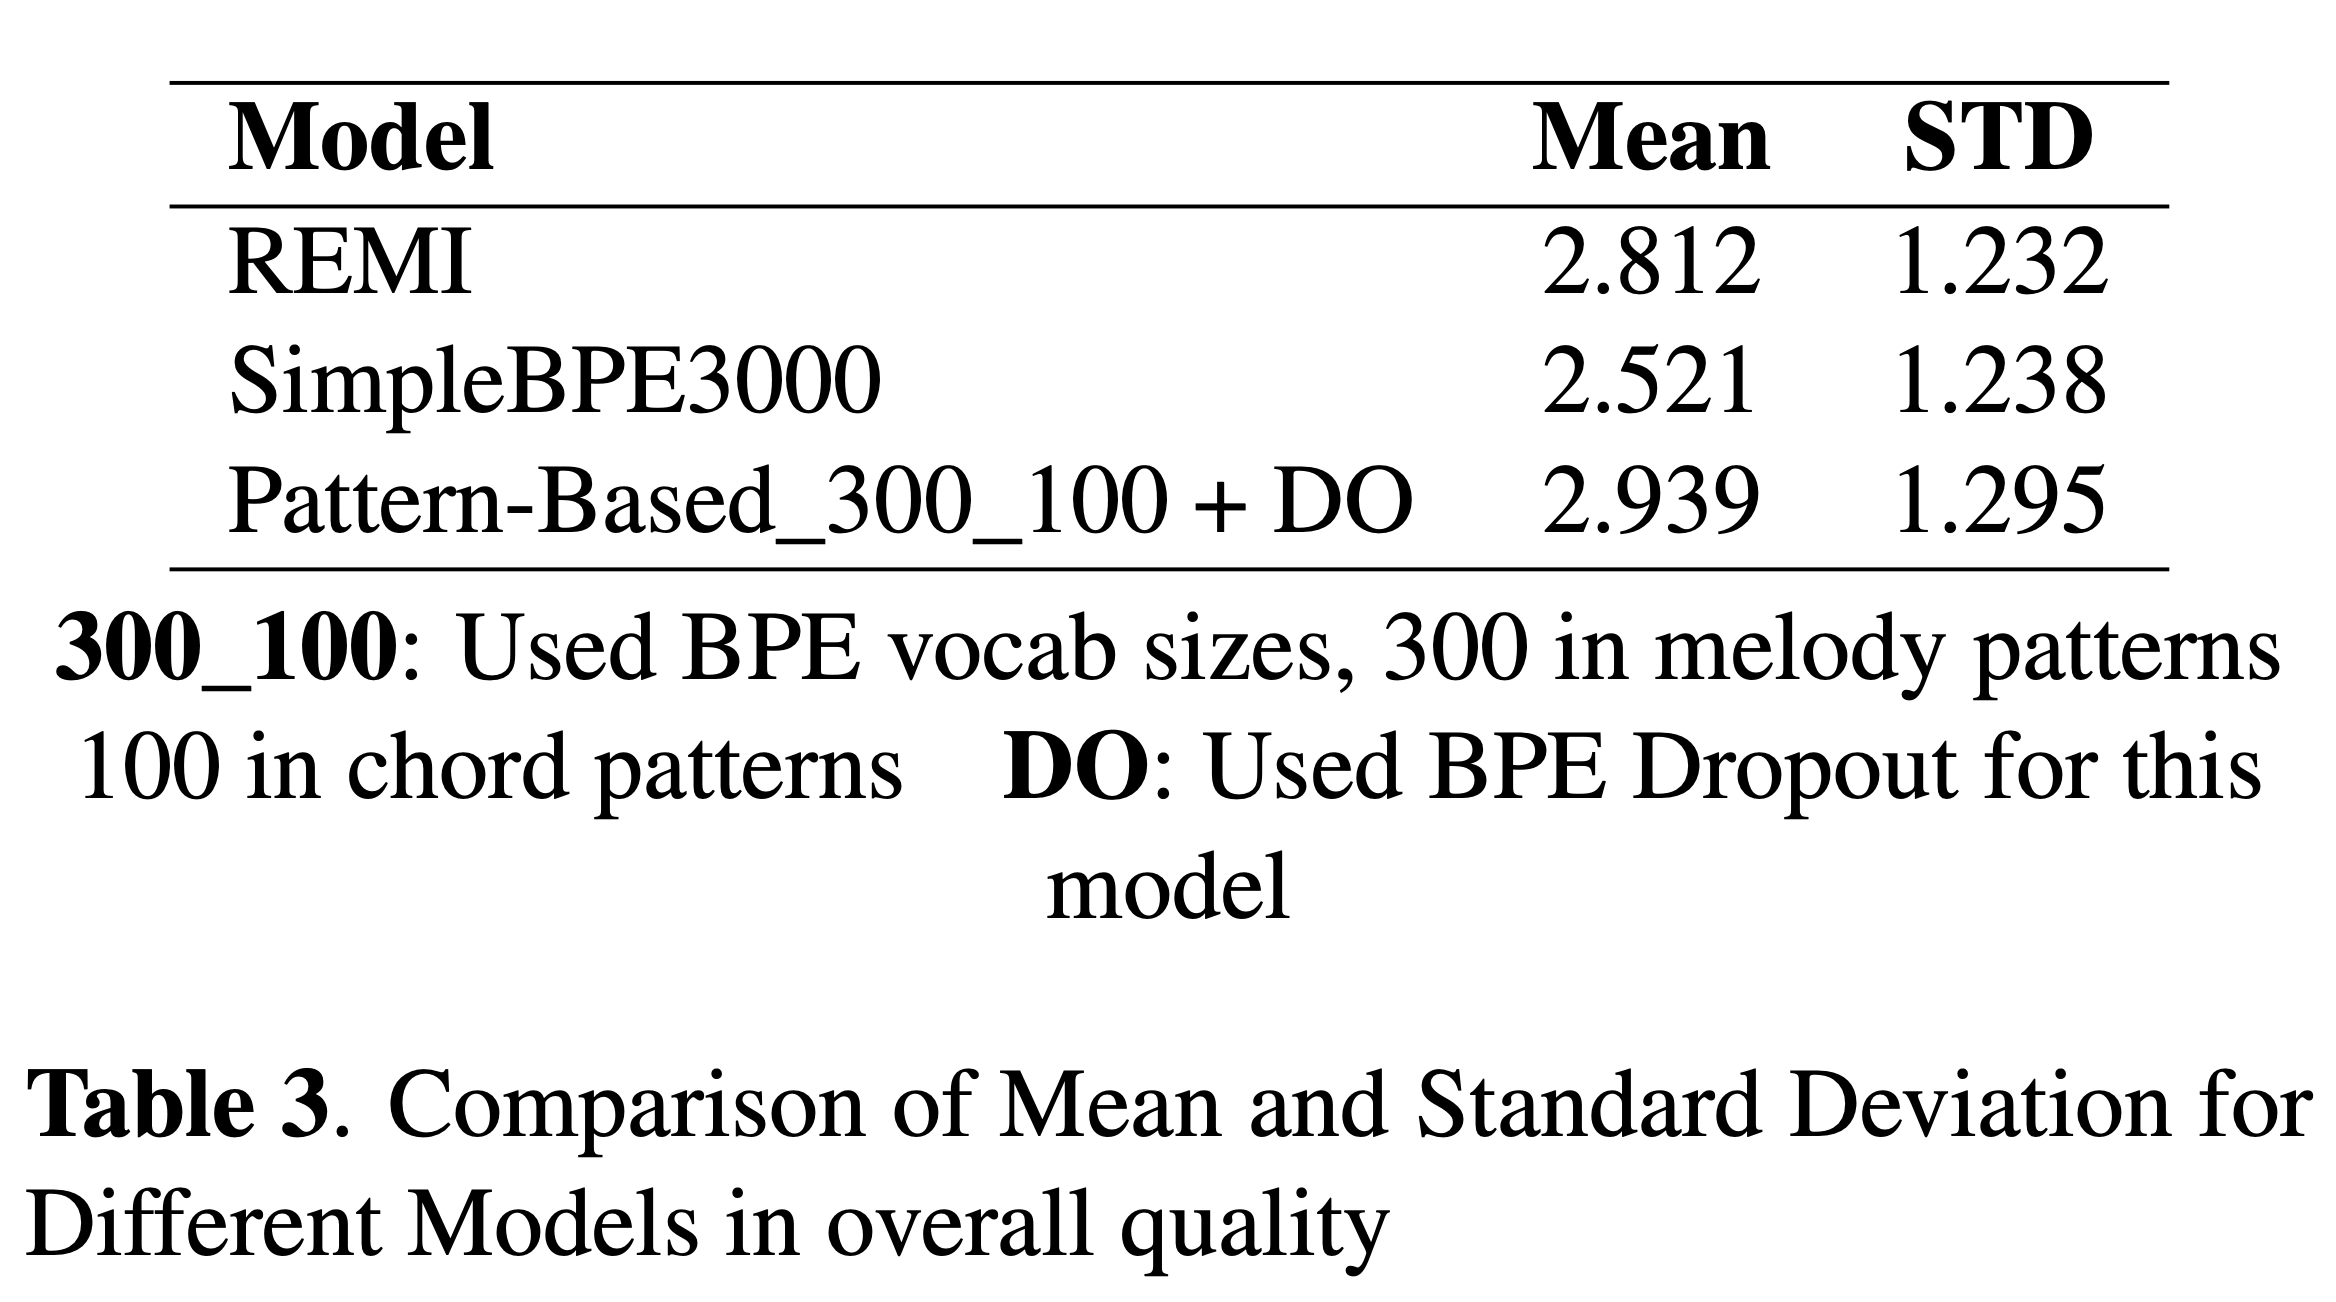 Model Mean STD
REMI 2.812 1.232
SimpleBPE3000 2.521 1.238
Pattern-Based_300_100 + DO 2.939 1.295
300_100: Used BPE vocab sizes, 300 in melody patterns
100 in chord patterns DO: Used BPE Dropout for this
model
Table 3. Comparison of Mean and Standard Deviation for
Different Models in overall quality